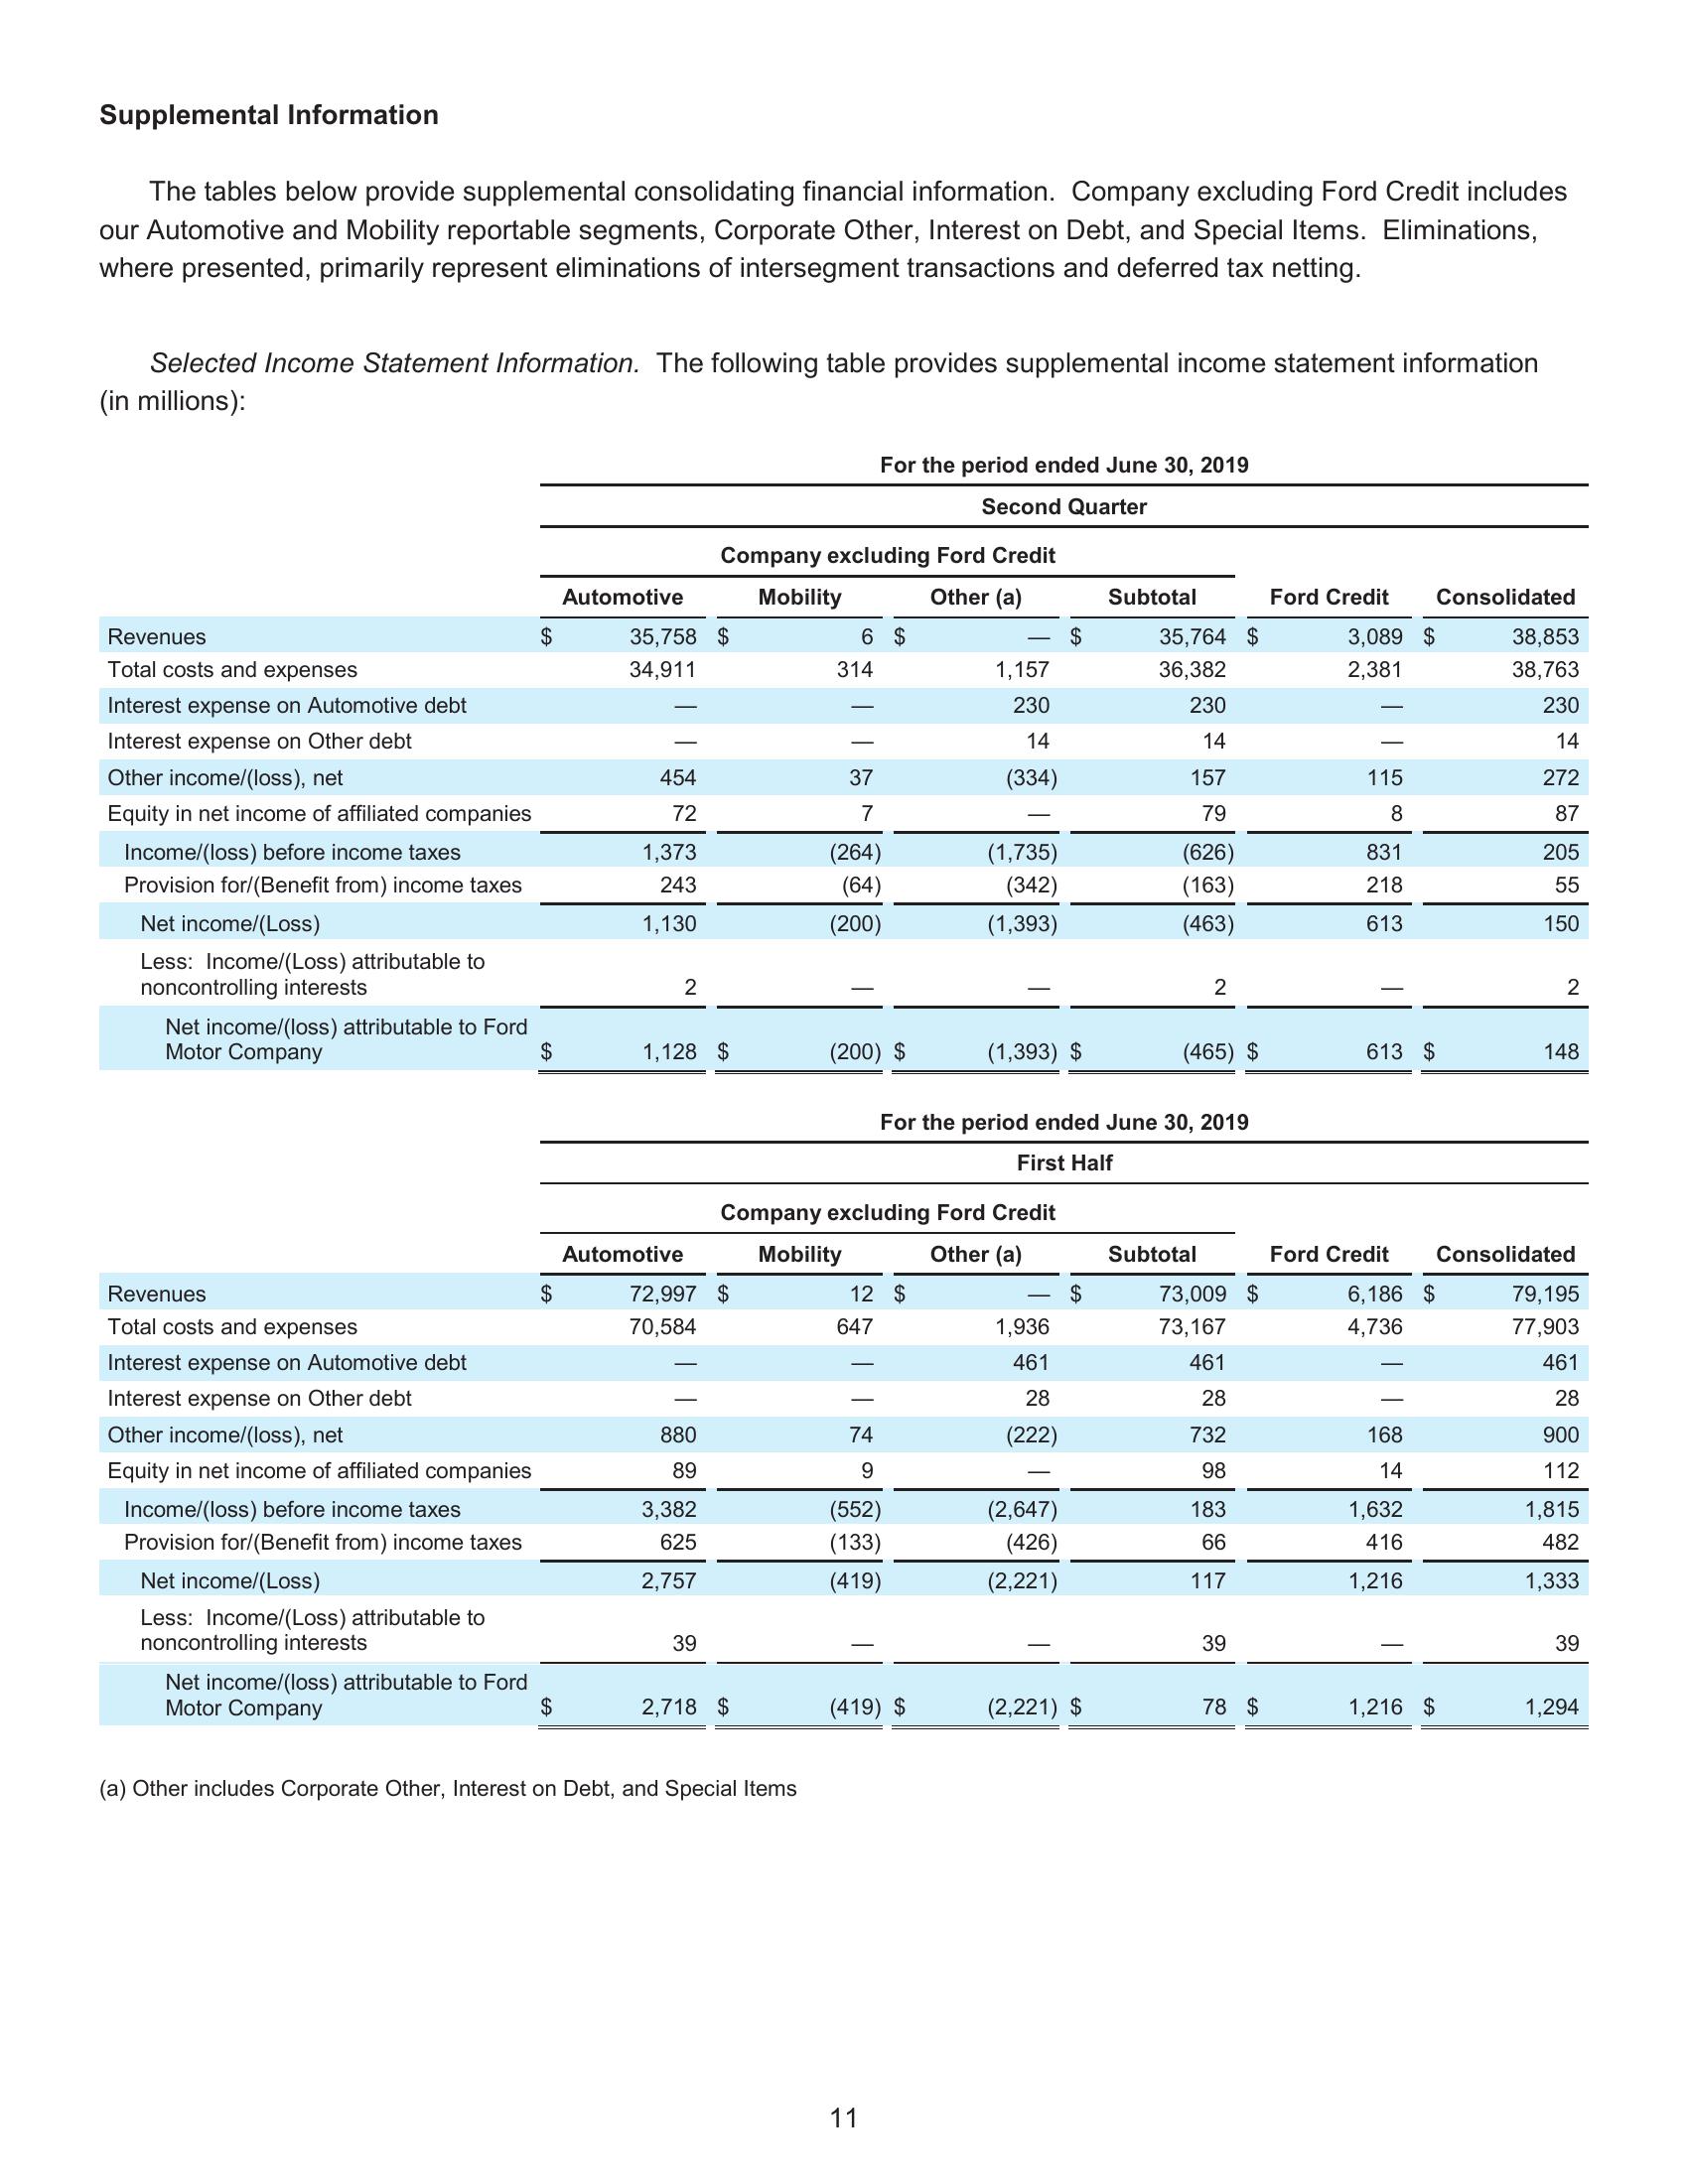 Supplemental Information
The tables below provide supplemental consolidating financial information.  Company excluding Ford Credit includes
our Automotive and Mobility reportable segments, Corporate Other, Interest on Debt, and Special Items.  Eliminations,
where presented, primarily represent eliminations of intersegment transactions and deferred tax netting.
Selected Income Statement Information.  The following table provides supplemental income statement information
(in millions):
For the period ended June 30, 2019
Second Quarter
Company excluding Ford Credit
Automotive Mobility Other (a) Subtotal Ford Credit Consolidated
Revenues $ 35,758 $ 6 $ — $ 35,764 $ 3,089 $ 38,853
Total costs and expenses 34,911 314 1,157 36,382 2,381 38,763
Interest expense on Automotive debt — — 230 230 — 230
Interest expense on Other debt — — 14 14 — 14
Other income/(loss), net 454 37 (334) 157 115 272
Equity in net income of affiliated companies 72 7 — 79 8 87
Income/(loss) before income taxes 1,373 (264) (1,735) (626) 831 205
Provision for/(Benefit from) income taxes 243 (64) (342) (163) 218 55
Net income/(Loss) 1,130 (200) (1,393) (463) 613 150
Less:  Income/(Loss) attributable to
noncontrolling interests 2 — — 2 — 2
Net income/(loss) attributable to Ford
Motor Company $ 1,128 $ (200) $ (1,393) $ (465) $ 613 $ 148
For the period ended June 30, 2019
First Half
Company excluding Ford Credit
Automotive Mobility Other (a) Subtotal Ford Credit Consolidated
Revenues $ 72,997 $ 12 $ — $ 73,009 $ 6,186 $ 79,195
Total costs and expenses 70,584 647 1,936 73,167 4,736 77,903
Interest expense on Automotive debt — — 461 461 — 461
Interest expense on Other debt — — 28 28 — 28
Other income/(loss), net 880 74 (222) 732 168 900
Equity in net income of affiliated companies 89 9 — 98 14 112
Income/(loss) before income taxes 3,382 (552) (2,647) 183 1,632 1,815
Provision for/(Benefit from) income taxes 625 (133) (426) 66 416 482
Net income/(Loss) 2,757 (419) (2,221) 117 1,216 1,333
Less:  Income/(Loss) attributable to
noncontrolling interests 39 — — 39 — 39
Net income/(loss) attributable to Ford
Motor Company $ 2,718 $ (419) $ (2,221) $ 78 $ 1,216 $ 1,294
(a) Other includes Corporate Other, Interest on Debt, and Special Items
11